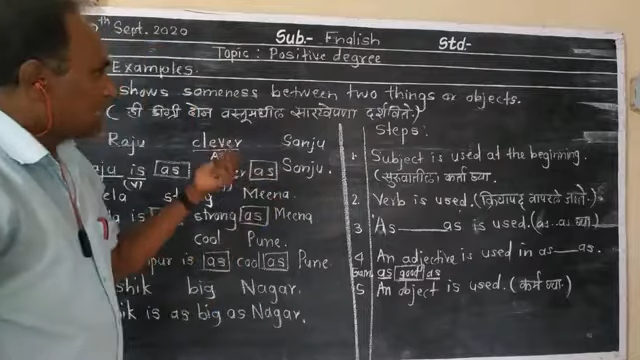 Sept. 2020 Sub.- English Std-
Topic : Positive degree
Examples.
shows sameness between two things or objects.
( ही डिग्री दोन वस्तूमधील सारखेपणा दर्शविते.)
Raju clever Sanju
is as as Sanju.
Meena.
is strong as Meena
cool Pune.
pur is as cool as Pune
shik big Nagar.
shik is as big as Nagar.
Steps:
1. Subject is used at the beginning.
(सुरुवातीला कर्ता घ्या.
2. Verb is used. (क्रियापद वापरले जाते.)
3 As ___ as is used. (as..as घ्या)
4 An adjective is used in as ___ as.
as good as
5 An object is used. (कर्म घ्या.)